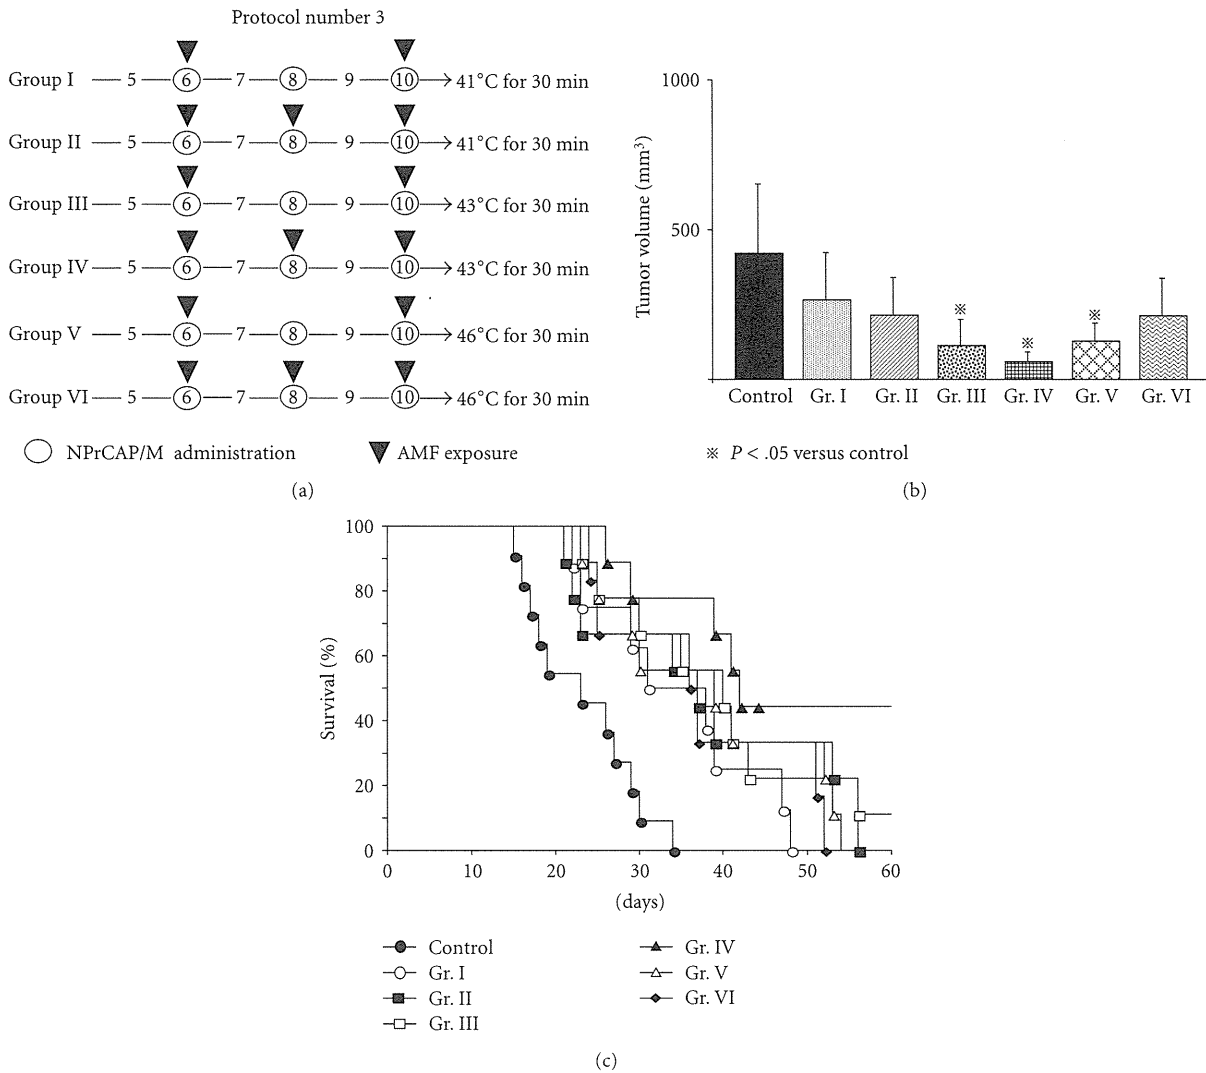 Protocol number 3
Group I 5 6 7 8 9 10 41°C for 30 min
Group II 5 6 7 8 9 10 41°C for 30 min
Group III 5 6 7 8 9 10 43°C for 30 min
Group IV 5 6 7 8 9 10 43°C for 30 min
Group V 5 6 7 8 9 10 46°C for 30 min
Group VI 5 6 7 8 9 10 46°C for 30 min
NPrCAP/M administration
AMF exposure
(a)
1000
500
Tumor volume (mm³)
※
※
※
Control Gr. I Gr. II Gr. III Gr. IV Gr. V Gr. VI
※ P < .05 versus control
(b)
100
80
60
40
20
0
Survival (%)
0 10 20 30 40 50 60
(days)
Control
Gr. I
Gr. II
Gr. III
Gr. IV
Gr. V
Gr. VI
(c)